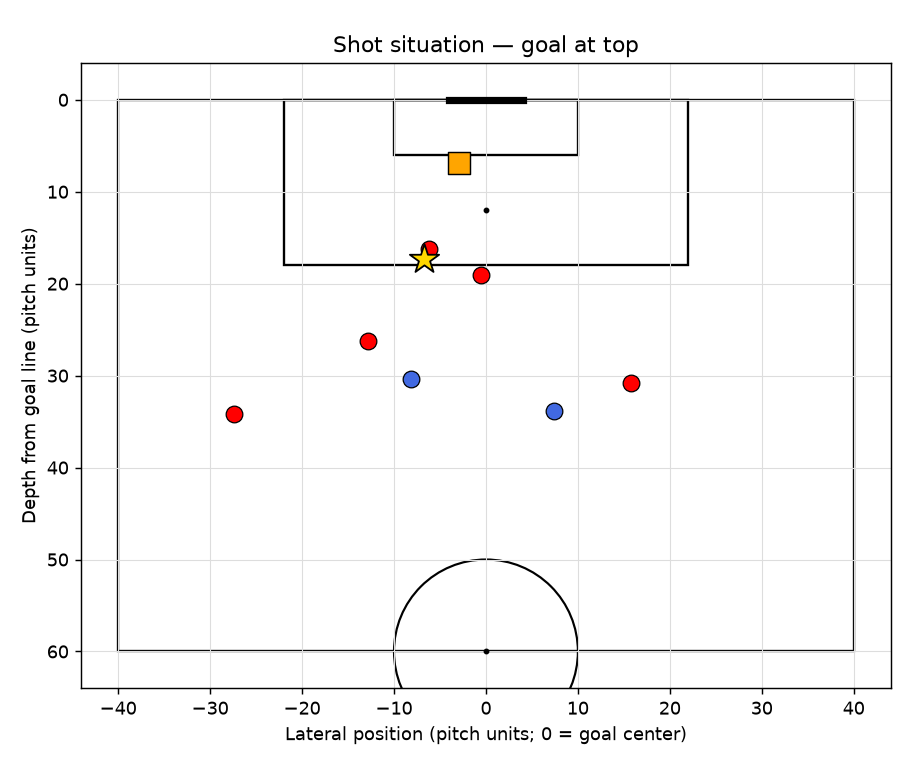 Shot situation — goal at top
Depth from goal line (pitch units)
0
10
20
30
40
50
60
−40 −30 −20 −10 0 10 20 30 40
Lateral position (pitch units; 0 = goal center)